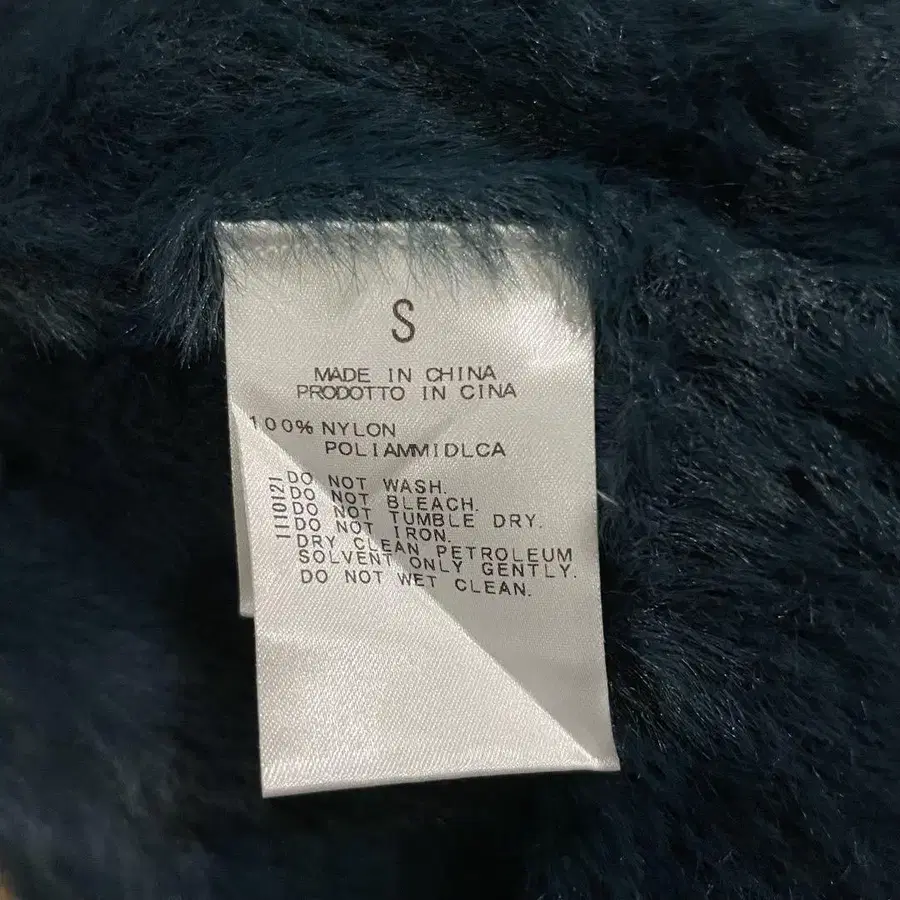 S
MADE IN CHINA
PRODOTTO IN CINA
100% NYLON
POLIAMMIDLCA
1110121
DO NOT WASH.
DO NOT BLEACH.
DO NOT TUMBLE DRY.
DO NOT IRON.
DRY CLEAN PETROLEUM
SOLVENT ONLY GENTLY.
DO NOT WET CLEAN.